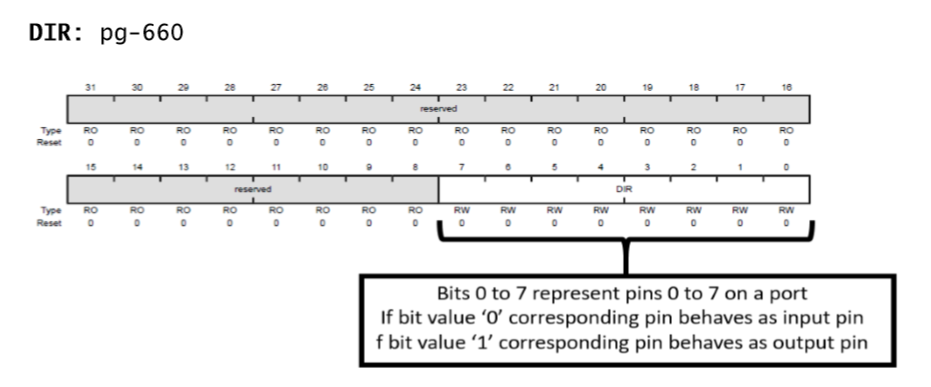 DIR: pg-660
31 30 29 28 27 26 25 24 23 22 21 20 19 18 17 16
reserved
Type RO RO RO RO RO RO RO RO RO RO RO RO RO RO RO RO
Reset 0 0 0 0 0 0 0 0 0 0 0 0 0 0 0 0
15 14 13 12 11 10 9 8 7 6 5 4 3 2 1 0
reserved DIR
Type RO RO RO RO RO RO RO RO RW RW RW RW RW RW RW RW
Reset 0 0 0 0 0 0 0 0 0 0 0 0 0 0 0 0
Bits 0 to 7 represent pins 0 to 7 on a port
If bit value ‘0’ corresponding pin behaves as input pin
f bit value ‘1’ corresponding pin behaves as output pin